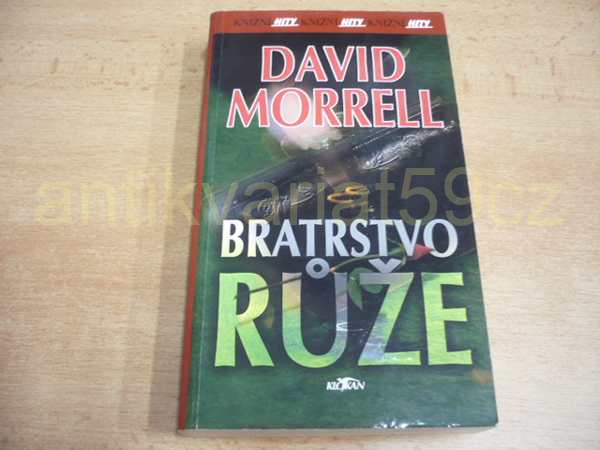 KNIŽNÍ HITY KNIŽNÍ HITY KNIŽNÍ HITY
DAVID
MORRELL
antikvariat59cz
BRATRSTVO
RŮŽE
KLOKAN